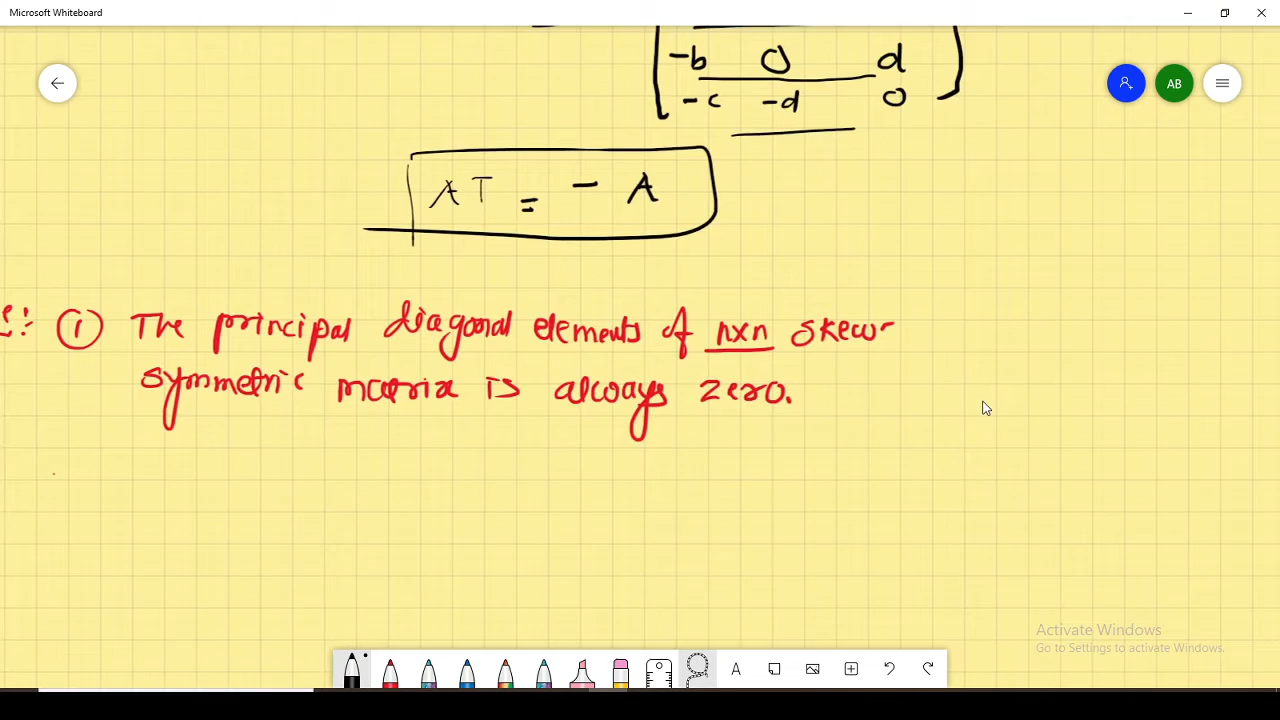 Microsoft Whiteboard
-b 0 d
-c -d 0
AT = - A
AB
① The principal diagonal elements of nxn skew-
symmetric matrix is always zero.
Activate Windows
Go to Settings to activate Windows.
A